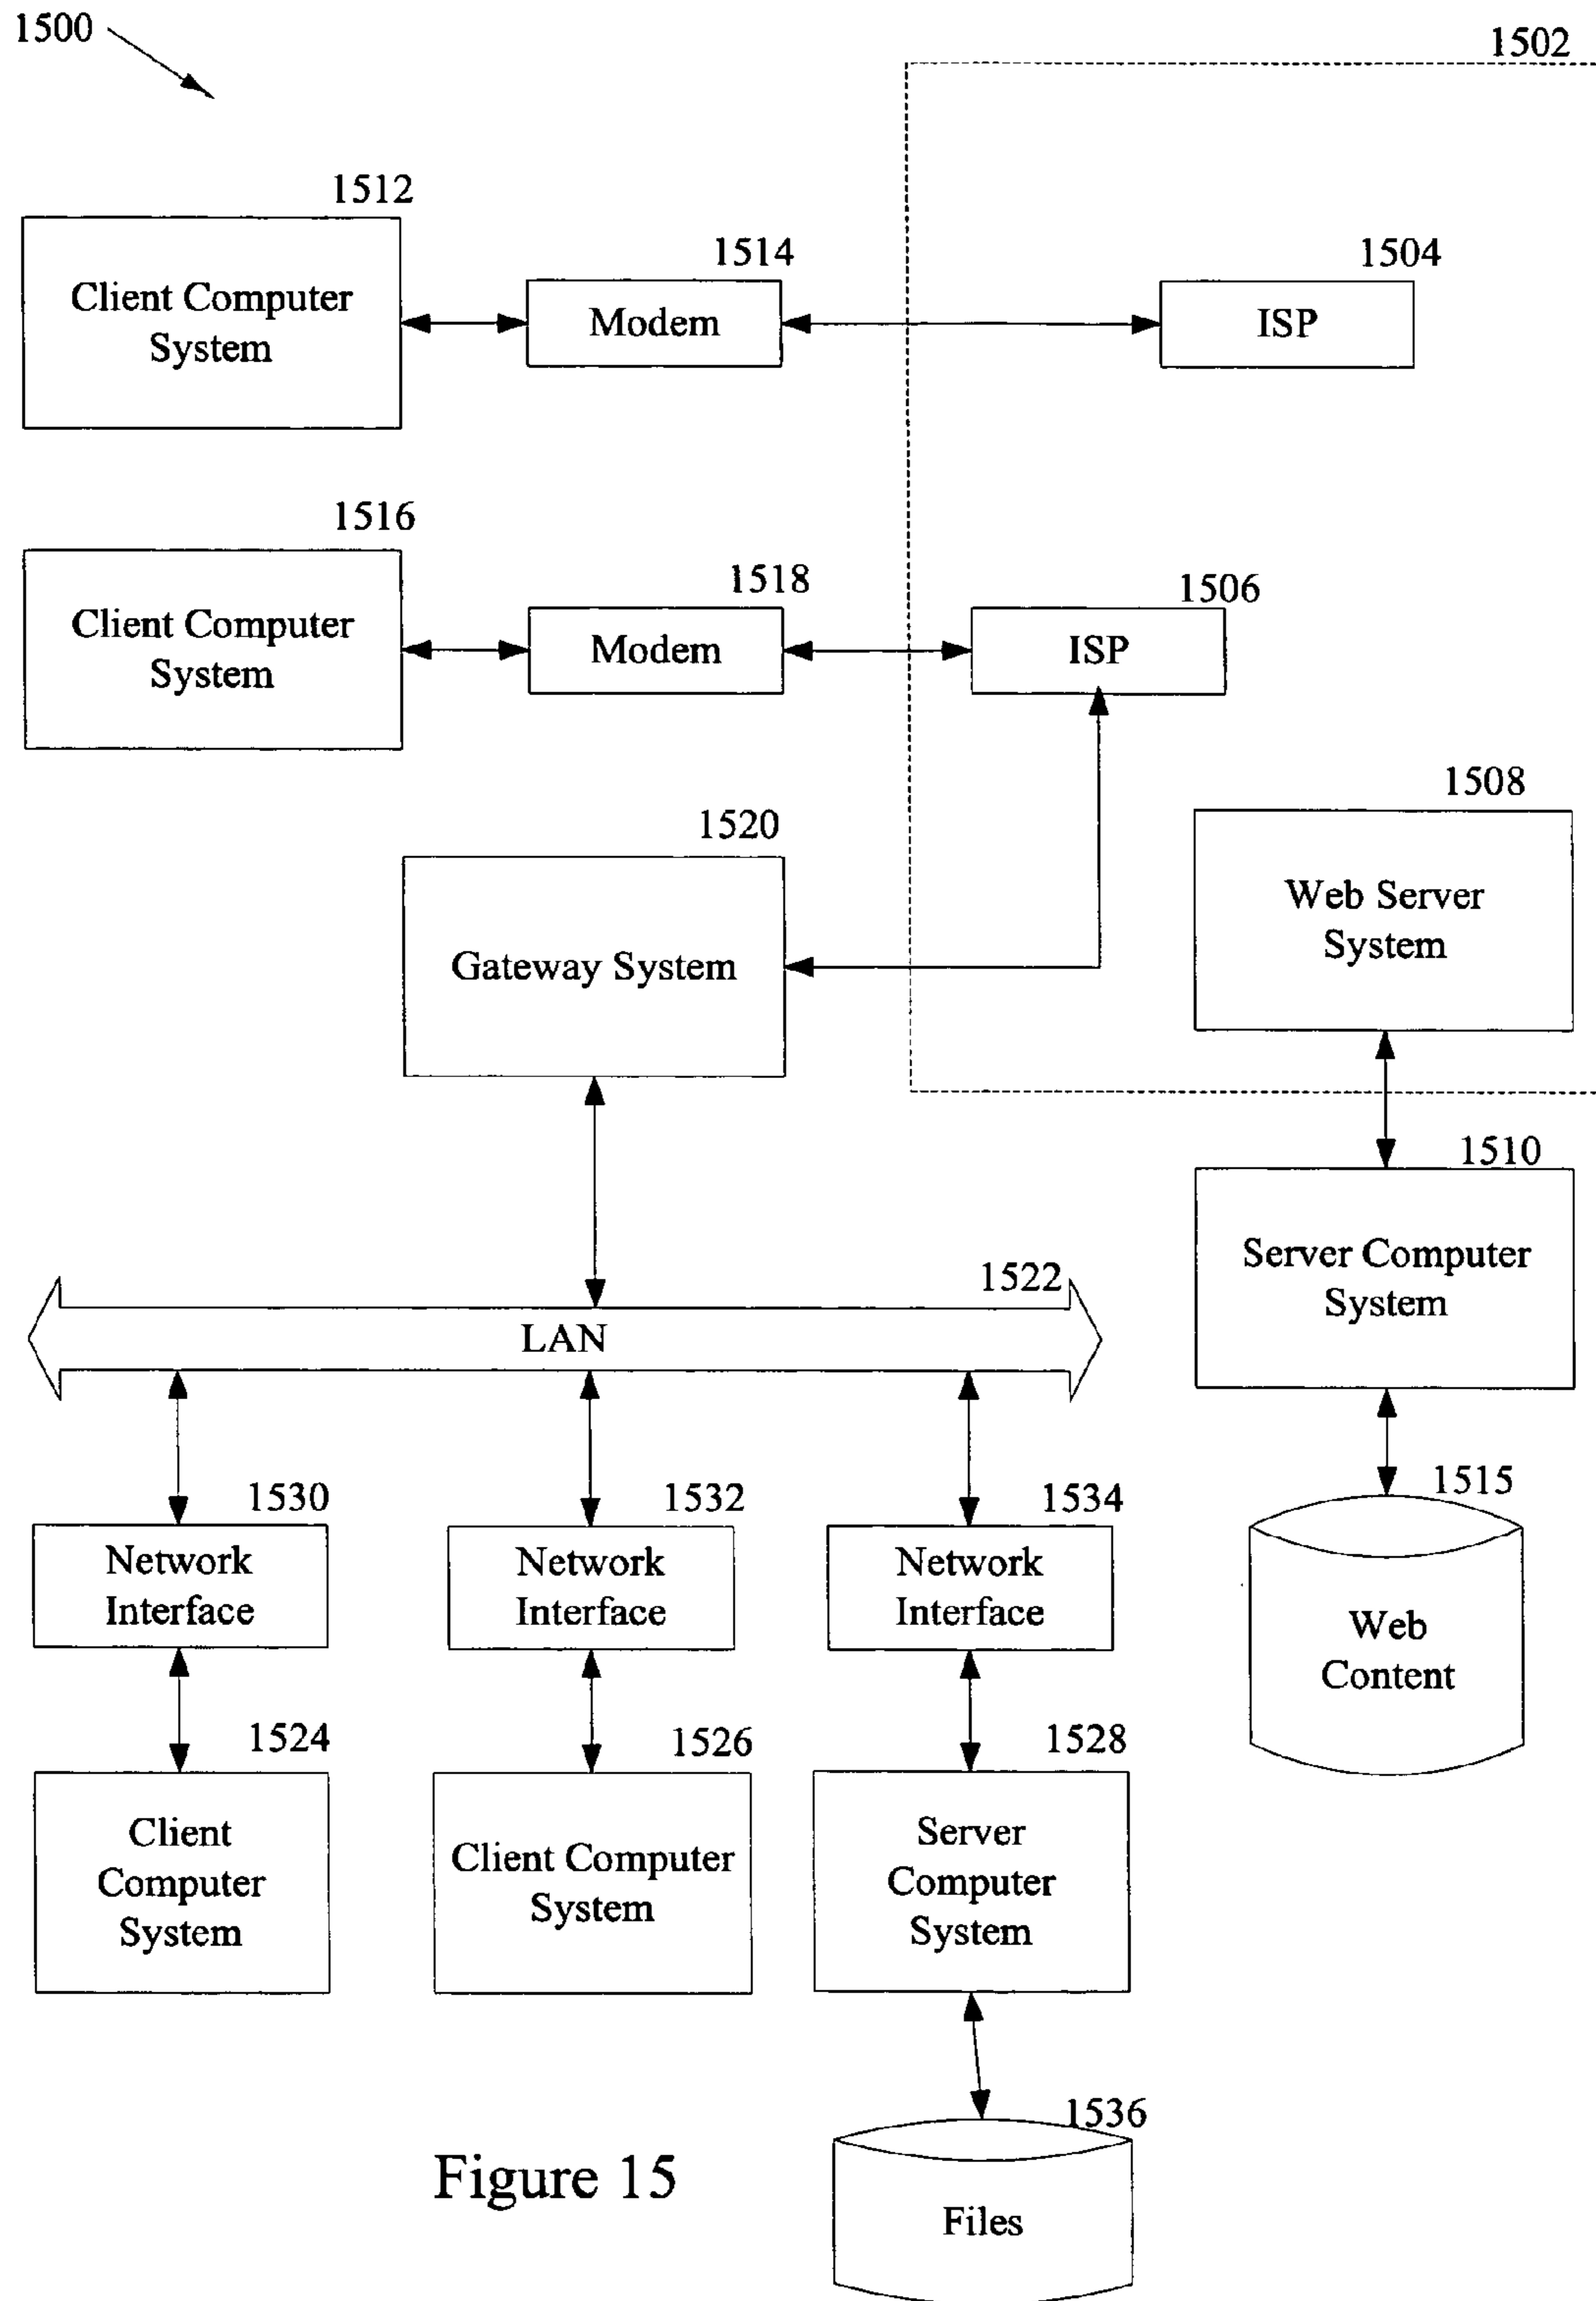 1500
1502
1512
Client Computer
System
1514
Modem
1504
ISP
1516
Client Computer
System
1518
Modem
1506
ISP
1508
Web Server
System
1520
Gateway System
1510
Server Computer
System
1522
LAN
1515
Web
Content
1530
Network
Interface
1532
Network
Interface
1534
Network
Interface
1524
Client
Computer
System
1526
Client Computer
System
1528
Server
Computer
System
1536
Files
Figure 15